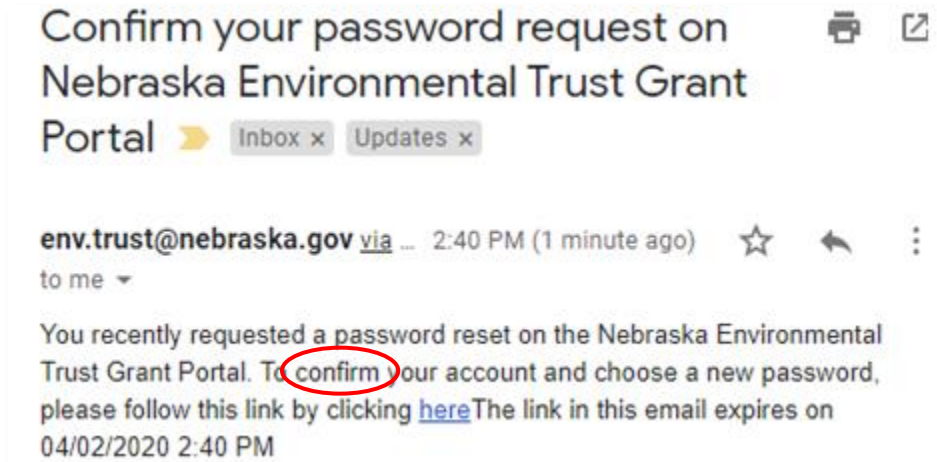 Confirm your password request on
Nebraska Environmental Trust Grant
Portal Inbox x Updates x
env.trust@nebraska.gov via ... 2:40 PM (1 minute ago)
to me
You recently requested a password reset on the Nebraska Environmental
Trust Grant Portal. To confirm your account and choose a new password,
please follow this link by clicking hereThe link in this email expires on
04/02/2020 2:40 PM